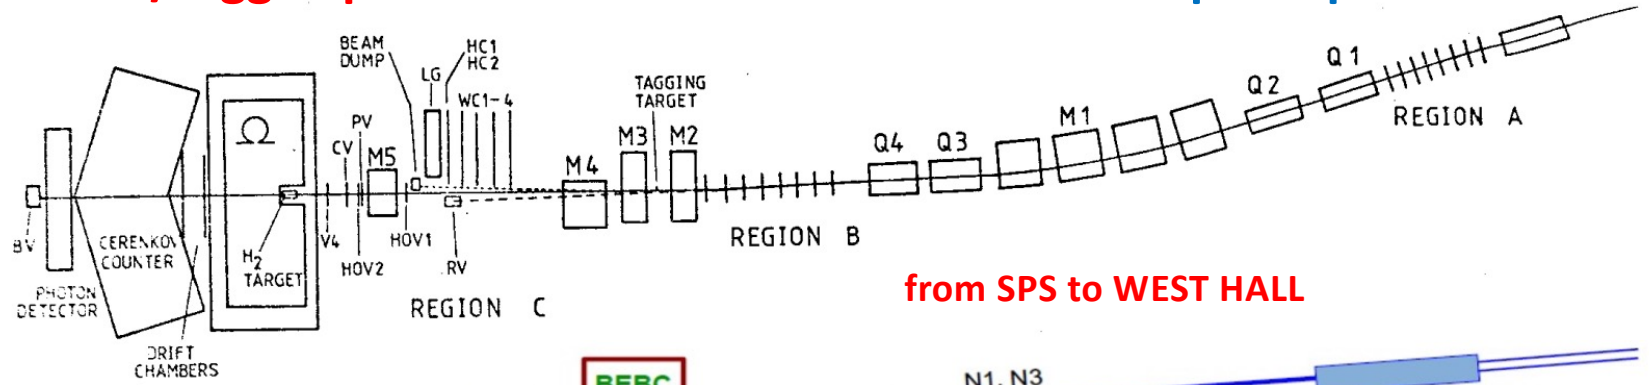 BEAM
DUMP
HC1
HC2
LG
WC1-4
TAGGING
TARGET
PV
CV
M5
M4
M3
M2
Q4
Q3
M1
Q2
Q1
REGION A
Ω
BV
CERENKOV
COUNTER
H2
TARGET
V4
HOV2
HOV1
RV
REGION B
REGION C
PHOTON
DETECTOR
DRIFT
CHAMBERS
from SPS to WEST HALL
BEBC
N1, N3